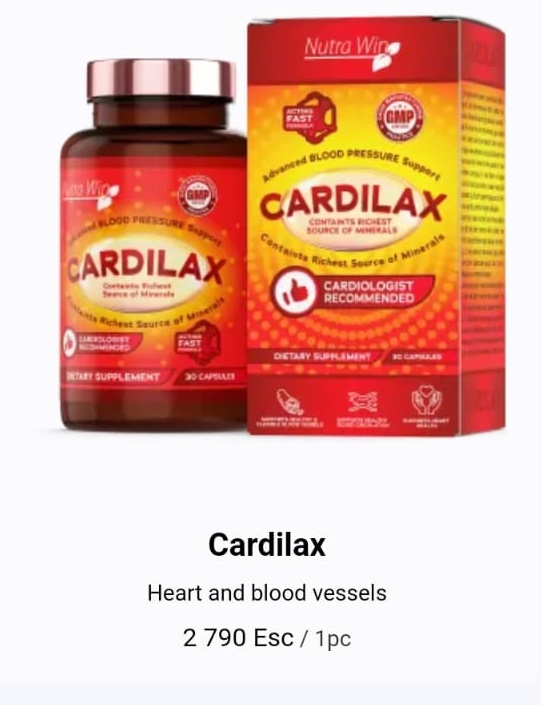 Nutra Win
ACTING
FAST
FORMULA
GMP
Advanced BLOOD PRESSURE Support
CARDILAX
CONTAINTS RICHEST
SOURCE OF MINERALS
Containts Richest Source of Minerals
CARDIOLOGIST
RECOMMENDED
DIETARY SUPPLEMENT
30 CAPSULES
Nutra Win
GMP
Advanced BLOOD PRESSURE Support
CARDILAX
Containts Richest
Source of Minerals
Containts Richest Source of Minerals
CARDIOLOGIST
RECOMMENDED
ACTING
FAST
DIETARY SUPPLEMENT
30 CAPSULES
Cardilax
Heart and blood vessels
2 790 Esc / 1pc